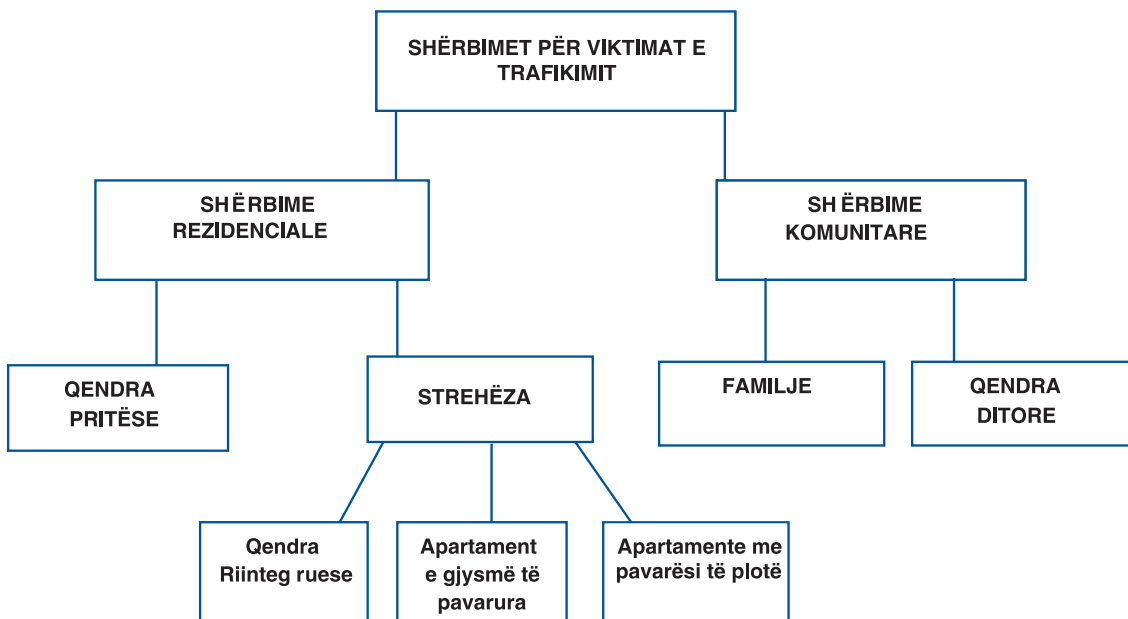 SHËRBIMET PËR VIKTIMAT E
TRAFIKIMIT
SHËRBIME
REZIDENCIALE
SH ËRBIME
KOMUNITARE
QENDRA
PRITËSE
STREHËZA
FAMILJE
QENDRA
DITORE
Qendra
Riinteg ruese
Apartament
e gjysmë të
pavarura
Apartamente me
pavarësi të plotë